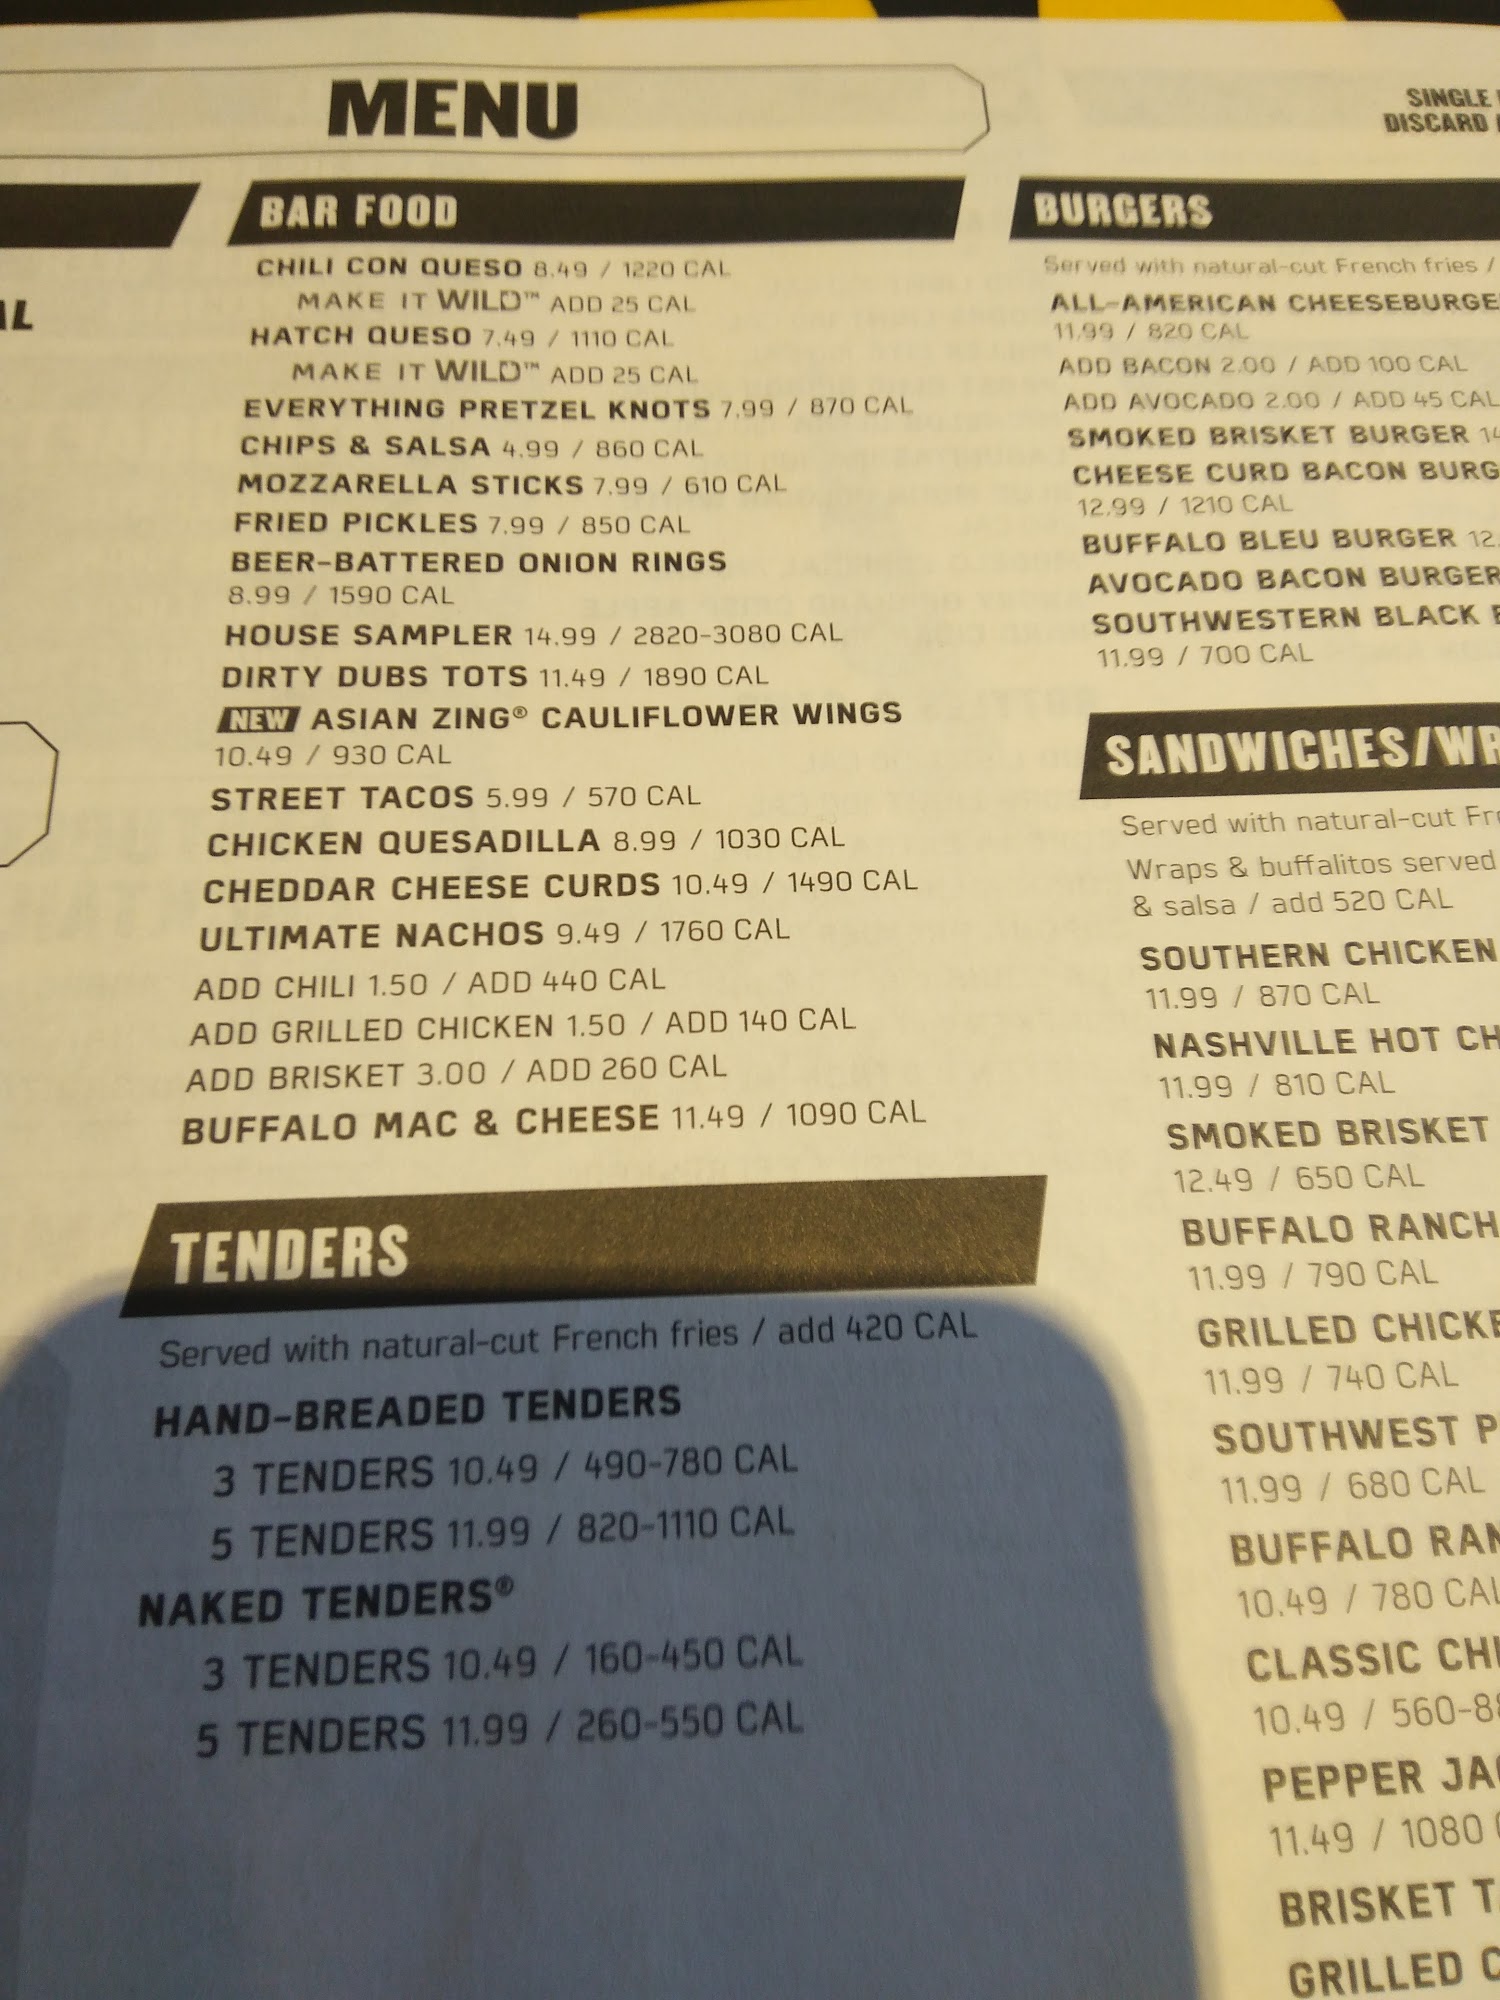 MENU
SINGLE
DISCARD
BAR FOOD
CHILI CON QUESO 8.49 / 1220 CAL
MAKE IT WILD™ ADD 25 CAL
HATCH QUESO 7.49 / 1110 CAL
MAKE IT WILD™ ADD 25 CAL
EVERYTHING PRETZEL KNOTS 7.99 / 870 CAL
CHIPS & SALSA 4.99 / 860 CAL
MOZZARELLA STICKS 7.99 / 610 CAL
FRIED PICKLES 7.99 / 850 CAL
BEER-BATTERED ONION RINGS
8.99 / 1590 CAL
HOUSE SAMPLER 14.99 / 2820-3080 CAL
DIRTY DUBS TOTS 11.49 / 1890 CAL
NEW ASIAN ZING® CAULIFLOWER WINGS
10.49 / 930 CAL
STREET TACOS 5.99 / 570 CAL
CHICKEN QUESADILLA 8.99 / 1030 CAL
CHEDDAR CHEESE CURDS 10.49 / 1490 CAL
ULTIMATE NACHOS 9.49 / 1760 CAL
ADD CHILI 1.50 / ADD 440 CAL
ADD GRILLED CHICKEN 1.50 / ADD 140 CAL
ADD BRISKET 3.00 / ADD 260 CAL
BUFFALO MAC & CHEESE 11.49 / 1090 CAL
TENDERS
Served with natural-cut French fries / add 420 CAL
HAND-BREADED TENDERS
3 TENDERS 10.49 / 490-780 CAL
5 TENDERS 11.99 / 820-1110 CAL
NAKED TENDERS®
3 TENDERS 10.49 / 160-450 CAL
5 TENDERS 11.99 / 260-550 CAL
BURGERS
Served with natural-cut French fries /
ALL-AMERICAN CHEESEBURGE
11.99 / 820 CAL
ADD BACON 2.00 / ADD 100 CAL
ADD AVOCADO 2.00 / ADD 45 CAL
SMOKED BRISKET BURGER 14
CHEESE CURD BACON BURG
12.99 / 1210 CAL
BUFFALO BLEU BURGER 12.
AVOCADO BACON BURGER
SOUTHWESTERN BLACK
11.99 / 700 CAL
SANDWICHES/WR
Served with natural-cut Fr
Wraps & buffalitos served
& salsa / add 520 CAL
SOUTHERN CHICKEN
11.99 / 870 CAL
NASHVILLE HOT CH
11.99 / 810 CAL
SMOKED BRISKET
12.49 / 650 CAL
BUFFALO RANCH
11.99 / 790 CAL
GRILLED CHICKE
11.99 / 740 CAL
SOUTHWEST P
11.99 / 680 CAL
BUFFALO RAN
10.49 / 780 CAL
CLASSIC CHI
10.49 / 560-88
PEPPER JA
11.49 / 1080
BRISKET T
GRILLED C